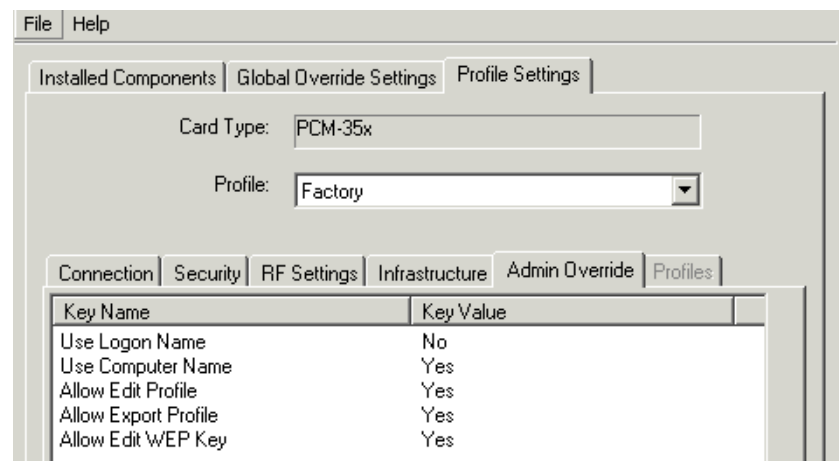 File Help
Installed Components Global Override Settings Profile Settings
Card Type: PCM-35x
Profile: Factory
Connection Security RF Settings Infrastructure Admin Override Profiles
Key Name Key Value
Use Logon Name No
Use Computer Name Yes
Allow Edit Profile Yes
Allow Export Profile Yes
Allow Edit WEP Key Yes